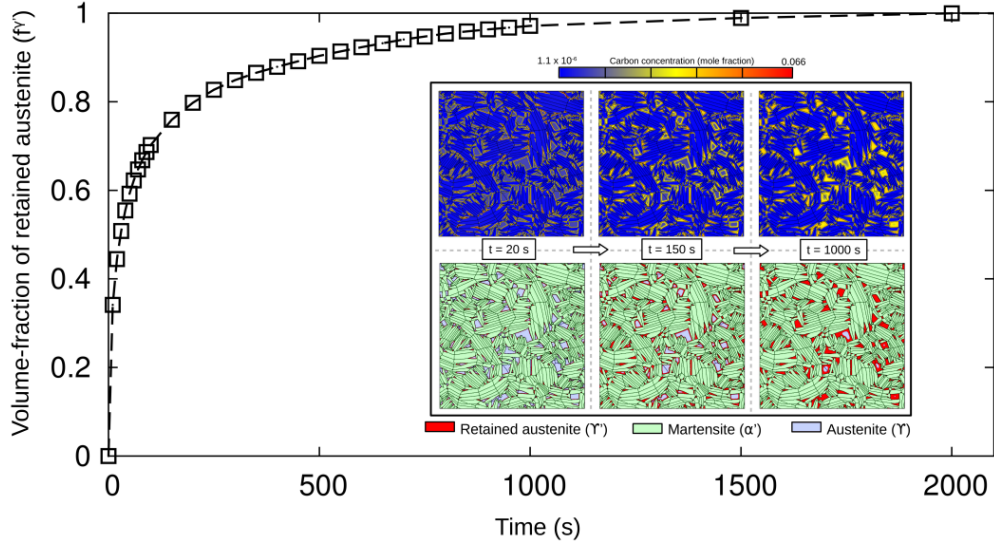 Volume-fraction of retained austenite (fᵞ')
1
0.8
0.6
0.4
0.2
0
1.1 x 10⁻⁶ Carbon concentration (mole fraction) 0.066
t = 20 s t = 150 s t = 1000 s
Retained austenite (ϒ') Martensite (α') Austenite (ϒ)
0 500 1000 1500 2000
Time (s)